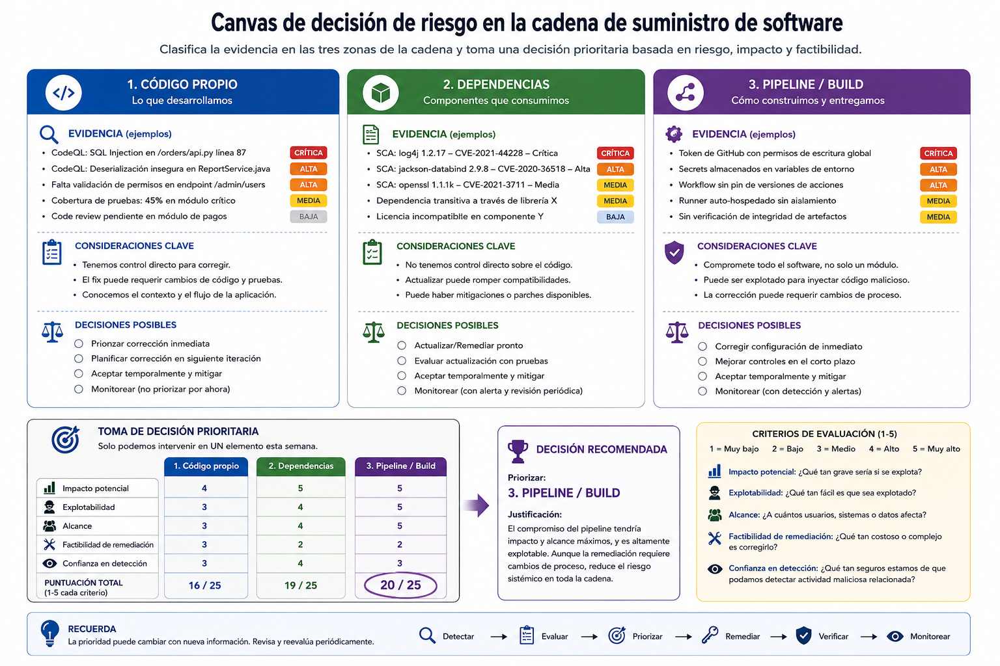 Canvas de decisión de riesgo en la cadena de suministro de software
Clasifica la evidencia en las tres zonas de la cadena y toma una decisión prioritaria basada en riesgo, impacto y factibilidad.
</>
1. CÓDIGO PROPIO
Lo que desarrollamos
EVIDENCIA (ejemplos)
• CodeQL: SQL Injection en /orders/api.py línea 87 CRÍTICA
• CodeQL: Deserialización insegura en ReportService.java ALTA
• Falta validación de permisos en endpoint /admin/users ALTA
• Cobertura de pruebas: 45% en módulo crítico MEDIA
• Code review pendiente en módulo de pagos BAJA
CONSIDERACIONES CLAVE
• Tenemos control directo para corregir.
• El fix puede requerir cambios de código y pruebas.
• Conocemos el contexto y el flujo de la aplicación.
DECISIONES POSIBLES
Prionzar corrección inmediata
Planificar corrección en siguiente iteración
Aceptar temporalmente y mitigar
Monitorear (no priorizar por ahora)
2. DEPENDENCIAS
Componentes que consumimos
EVIDENCIA (ejemplos)
• SCA: log4j 1.2.17 – CVE-2021-44228 – Crítica CRÍTICA
• SCA: jackson-databind 2.9.8 – CVE-2020-36518 – Alta ALTA
• SCA: openssl 1.1.1k – CVE-2021-3711 – Media MEDIA
• Dependencia transitiva a través de librería X MEDIA
• Licencia incompatible en componente Y BAJA
CONSIDERACIONES CLAVE
• No tenemos control directo sobre el código.
• Actualizar puede romper compatibilidades.
• Puede haber mitigaciones o parches disponibles.
DECISIONES POSIBLES
Actualizar/Remediar pronto
Evaluar actualización con pruebas
Aceptar temporalmente y mitigar
Monitorear (con alerta y revisión periódica)
3. PIPELINE / BUILD
Cómo construimos y entregamos
EVIDENCIA (ejemplos)
• Token de GitHub con permisos de escritura global CRÍTICA
• Secrets almacenados en variables de entorno ALTA
• Workflow sin pin de versiones de acciones ALTA
• Runner auto-hospedado sin aislamiento MEDIA
• Sin verificación de integridad de artefactos MEDIA
CONSIDERACIONES CLAVE
• Compromete todo el software, no solo un módulo.
• Puede ser explotado para inyectar código malicioso.
• La corrección puede requerir cambios de proceso.
DECISIONES POSIBLES
Corregir configuración de inmediato
Mejorar controles en el corto plazo
Aceptar temporalmente y mitigar
Monitorear (con detección y alertas)
TOMA DE DECISIÓN PRIORITARIA
Solo podemos intervenir en UN elemento esta semana.
1. Código propio 2. Dependencias 3. Pipeline / Build
Impacto potencial 4 5 5
Explotabilidad 3 4 5
Alcance 3 4 5
Factibilidad de remediación 3 2 2
Confianza en detección 3 4 3
PUNTUACIÓN TOTAL
(1-5 cada criterio)
16 / 25 19 / 25 20 / 25
DECISIÓN RECOMENDADA
Priorizar:
3. PIPELINE / BUILD
Justificación:
El compromiso del pipeline tendría
impacto y alcance máximos, y es altamente
explotable. Aunque la remediación requiere
cambios de proceso, reduce el riesgo
sistémico en toda la cadena.
CRITERIOS DE EVALUACIÓN (1-5)
1 = Muy bajo 2 = Bajo 3 = Medio 4 = Alto 5 = Muy alto
Impacto potencial: ¿Qué tan grave sería si se explota?
Explotabilidad: ¿Qué tan fácil es que sea explotado?
Alcance: ¿A cuántos usuarios, sistemas o datos afecta?
Factibilidad de remediación: ¿Qué tan costoso o complejo
es corregirlo?
Confianza en detección: ¿Qué tan seguros estamos de que
podamos detectar actividad maliciosa relacionada?
RECUERDA
La prioridad puede cambiar con nueva información. Revisa y reevalúa periódicamente.
Detectar → Evaluar → Priorizar → Remediar → Verificar → Monitorear